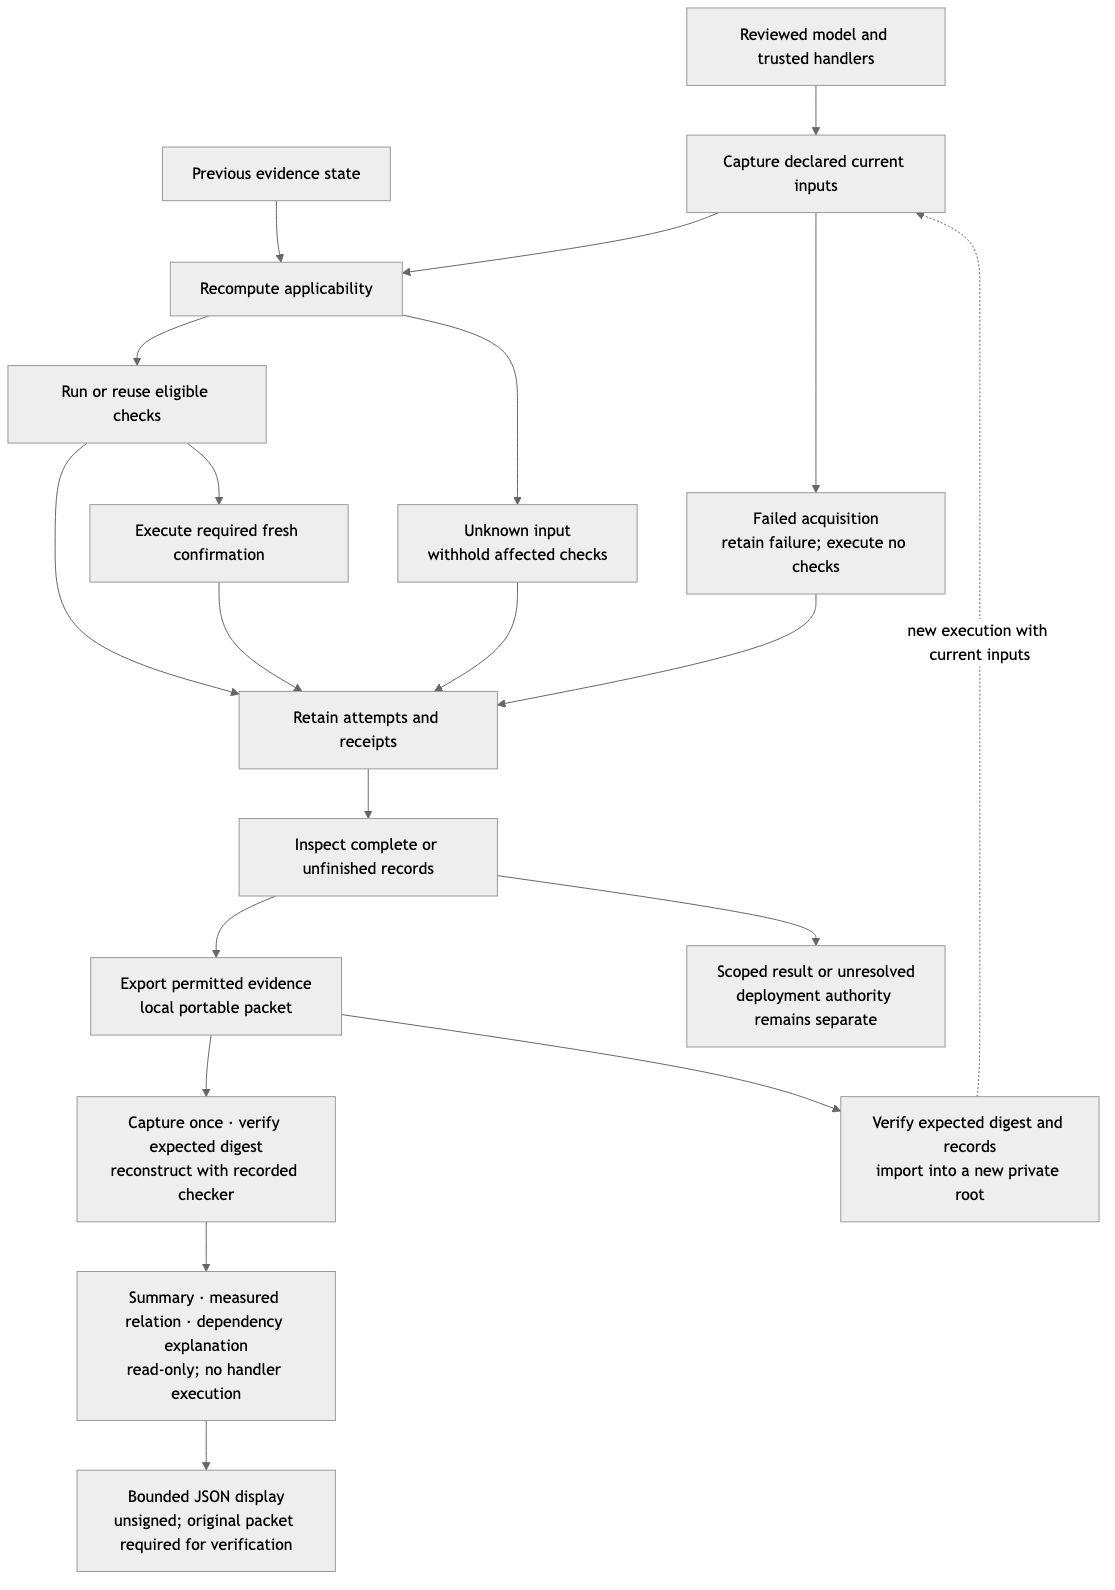 Reviewed model and
trusted handlers
Capture declared current
inputs
Previous evidence state
Recompute applicability
Run or reuse eligible
checks
Execute required fresh
confirmation
Unknown input
withhold affected checks
Failed acquisition
retain failure; execute no
checks
new execution with
current inputs
Retain attempts and
receipts
Inspect complete or
unfinished records
Export permitted evidence
local portable packet
Scoped result or unresolved
deployment authority
remains separate
Capture once · verify
expected digest
reconstruct with recorded
checker
Verify expected digest and
records
import into a new private
root
Summary · measured
relation · dependency
explanation
read-only; no handler
execution
Bounded JSON display
unsigned; original packet
required for verification